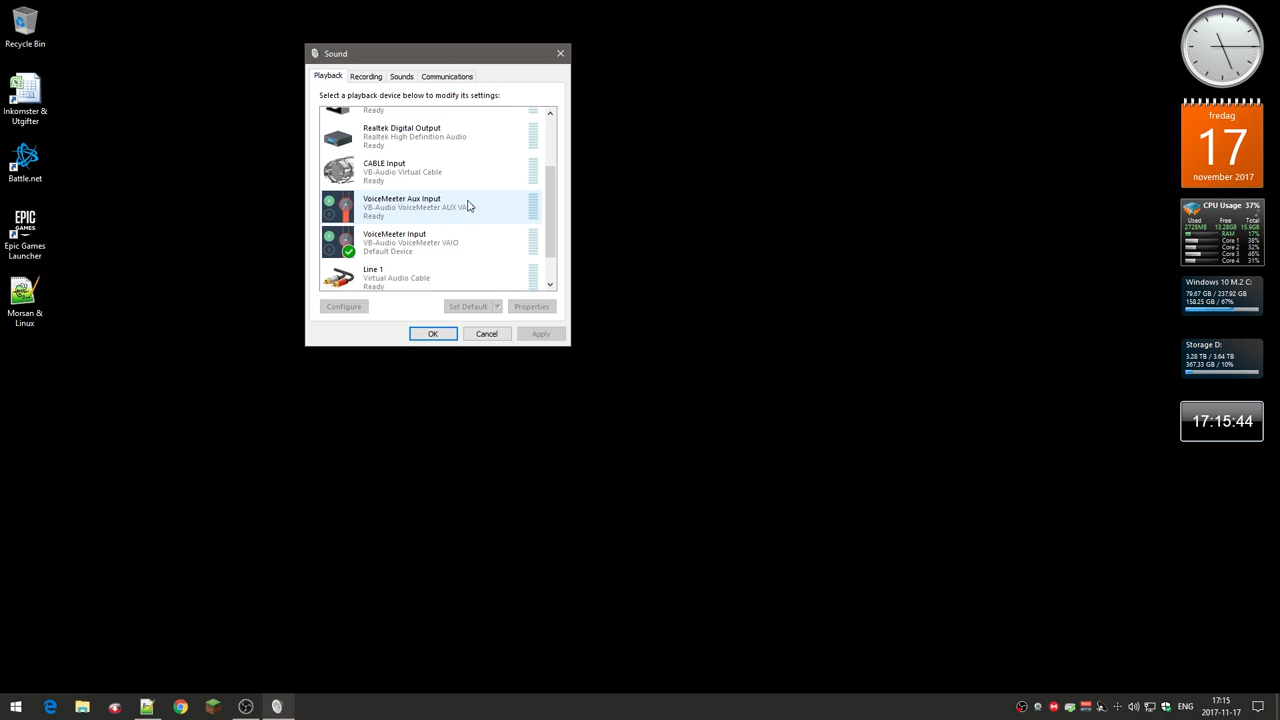 Recycle Bin
Inkomster &
Utgifter
Battle.net
EPIC
GAMES
Epic Games
Launcher
Morsan &
Linux
Sound
Playback
Recording
Sounds
Communications
Select a playback device below to modify its settings:
Ready
Realtek Digital Output
Realtek High Definition Audio
Ready
CABLE Input
VB-Audio Virtual Cable
Ready
VoiceMeeter Aux Input
VB-Audio VoiceMeeter AUX VA
Ready
VoiceMeeter Input
VB-Audio VoiceMeeter VAIO
Default Device
Line 1
Virtual Audio Cable
Ready
Configure
Set Default
Properties
OK
Cancel
Apply
fredag
17
november 2017
CPU Usage 37%
Used Free Total
2728MB 13.28GB 15.9GB
RAM 17%
Core 1 38%
Core 2 32%
Core 3 46%
Core 4 31%
Windows 10 M.2 C:
79.67 GB / 237.92 GB
158.25 GB / 67%
Storage D:
3.28 TB / 3.64 TB
367.33 GB / 10%
17:15:44
ENG
17:15
2017-11-17